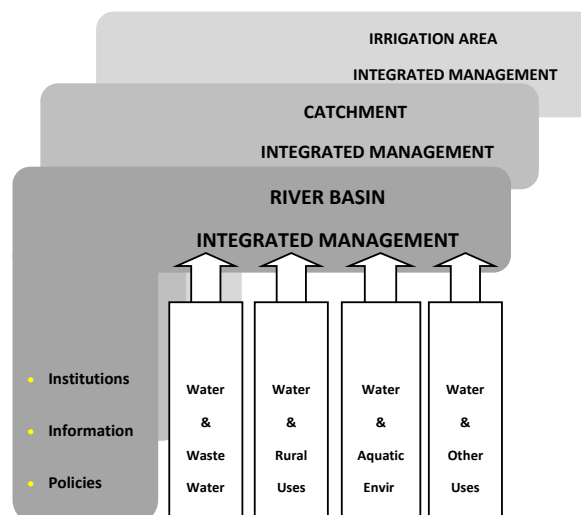 IRRIGATION AREA
INTEGRATED MANAGEMENT
CATCHMENT
INTEGRATED MANAGEMENT
RIVER BASIN
INTEGRATED MANAGEMENT
• Institutions
• Information
• Policies
Water
&
Waste
Water
Water
&
Rural
Uses
Water
&
Aquatic
Envir
Water
&
Other
Uses